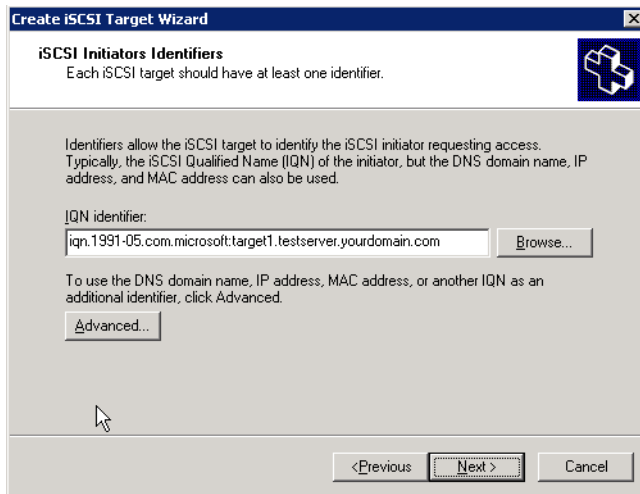 Create iSCSI Target Wizard
iSCSI Initiators Identifiers
Each iSCSI target should have at least one identifier.
Identifiers allow the iSCSI target to identify the iSCSI initiator requesting access.
Typically, the iSCSI Qualified Name (IQN) of the initiator, but the DNS domain name, IP
address, and MAC address can also be used.
IQN identifier:
iqn.1991-05.com.microsoft:target1.testserver.yourdomain.com
Browse...
To use the DNS domain name, IP address, MAC address, or another IQN as an
additional identifier, click Advanced.
Advanced...
<Previous
Next >
Cancel